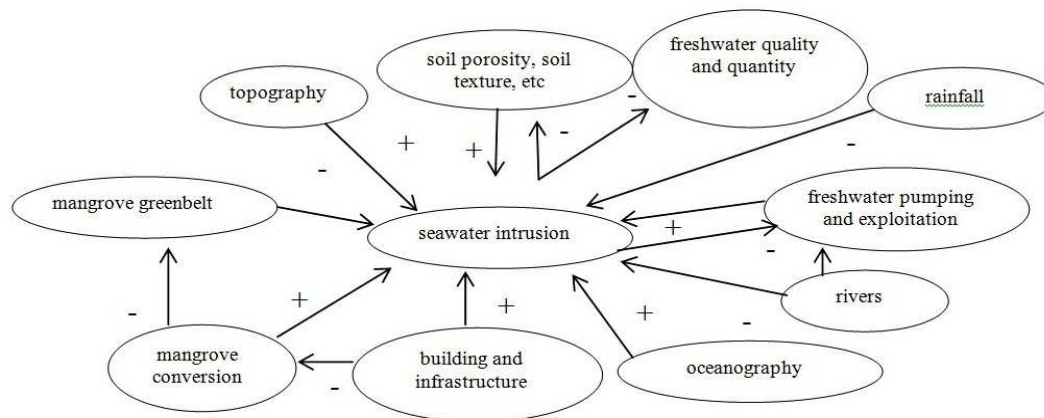 freshwater quality
and quantity
soil porosity, soil
texture, etc
topography
rainfall
-
+
+
-
-
-
mangrove greenbelt
freshwater pumping
and exploitation
seawater intrusion
+
-
rivers
+
-
+
+
-
mangrove
conversion
building and
infrastructure
-
oceanography